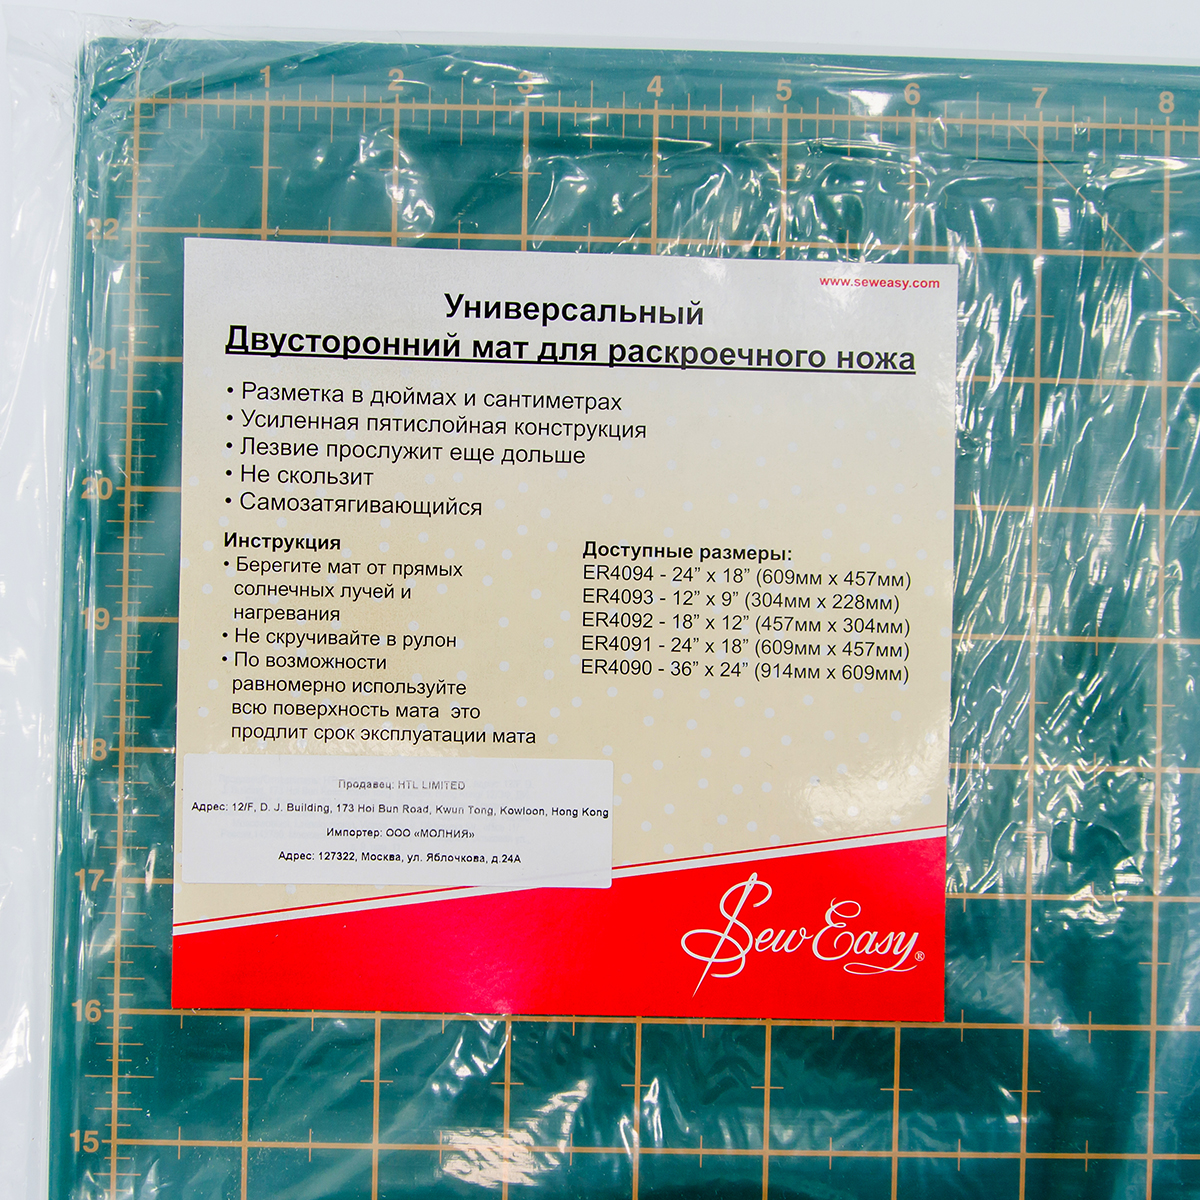 1 2 3 4 5 6 7 8
22
21
20
19
18
17
16
15
www.seweasy.com
Универсальный
Двусторонний мат для раскроечного ножа
• Разметка в дюймах и сантиметрах
• Усиленная пятислойная конструкция
• Лезвие прослужит еще дольше
• Не скользит
• Самозатягивающийся
Инструкция
• Берегите мат от прямых
солнечных лучей и
нагревания
• Не скручивайте в рулон
• По возможности
равномерно используйте
всю поверхность мата это
продлит срок эксплуатации мата
Доступные размеры:
ER4094 - 24” x 18” (609мм x 457мм)
ER4093 - 12” x 9” (304мм x 228мм)
ER4092 - 18” x 12” (457мм x 304мм)
ER4091 - 24” x 18” (609мм x 457мм)
ER4090 - 36” x 24” (914мм x 609мм)
Продавец: HTL LIMITED
Адрес: 12/F, D. J. Building, 173 Hoi Bun Road, Kwun Tong, Kowloon, Hong Kong
Импортер: ООО «МОЛНИЯ»
Адрес: 127322, Москва, ул. Яблочкова, д.24А
Sew Easy®